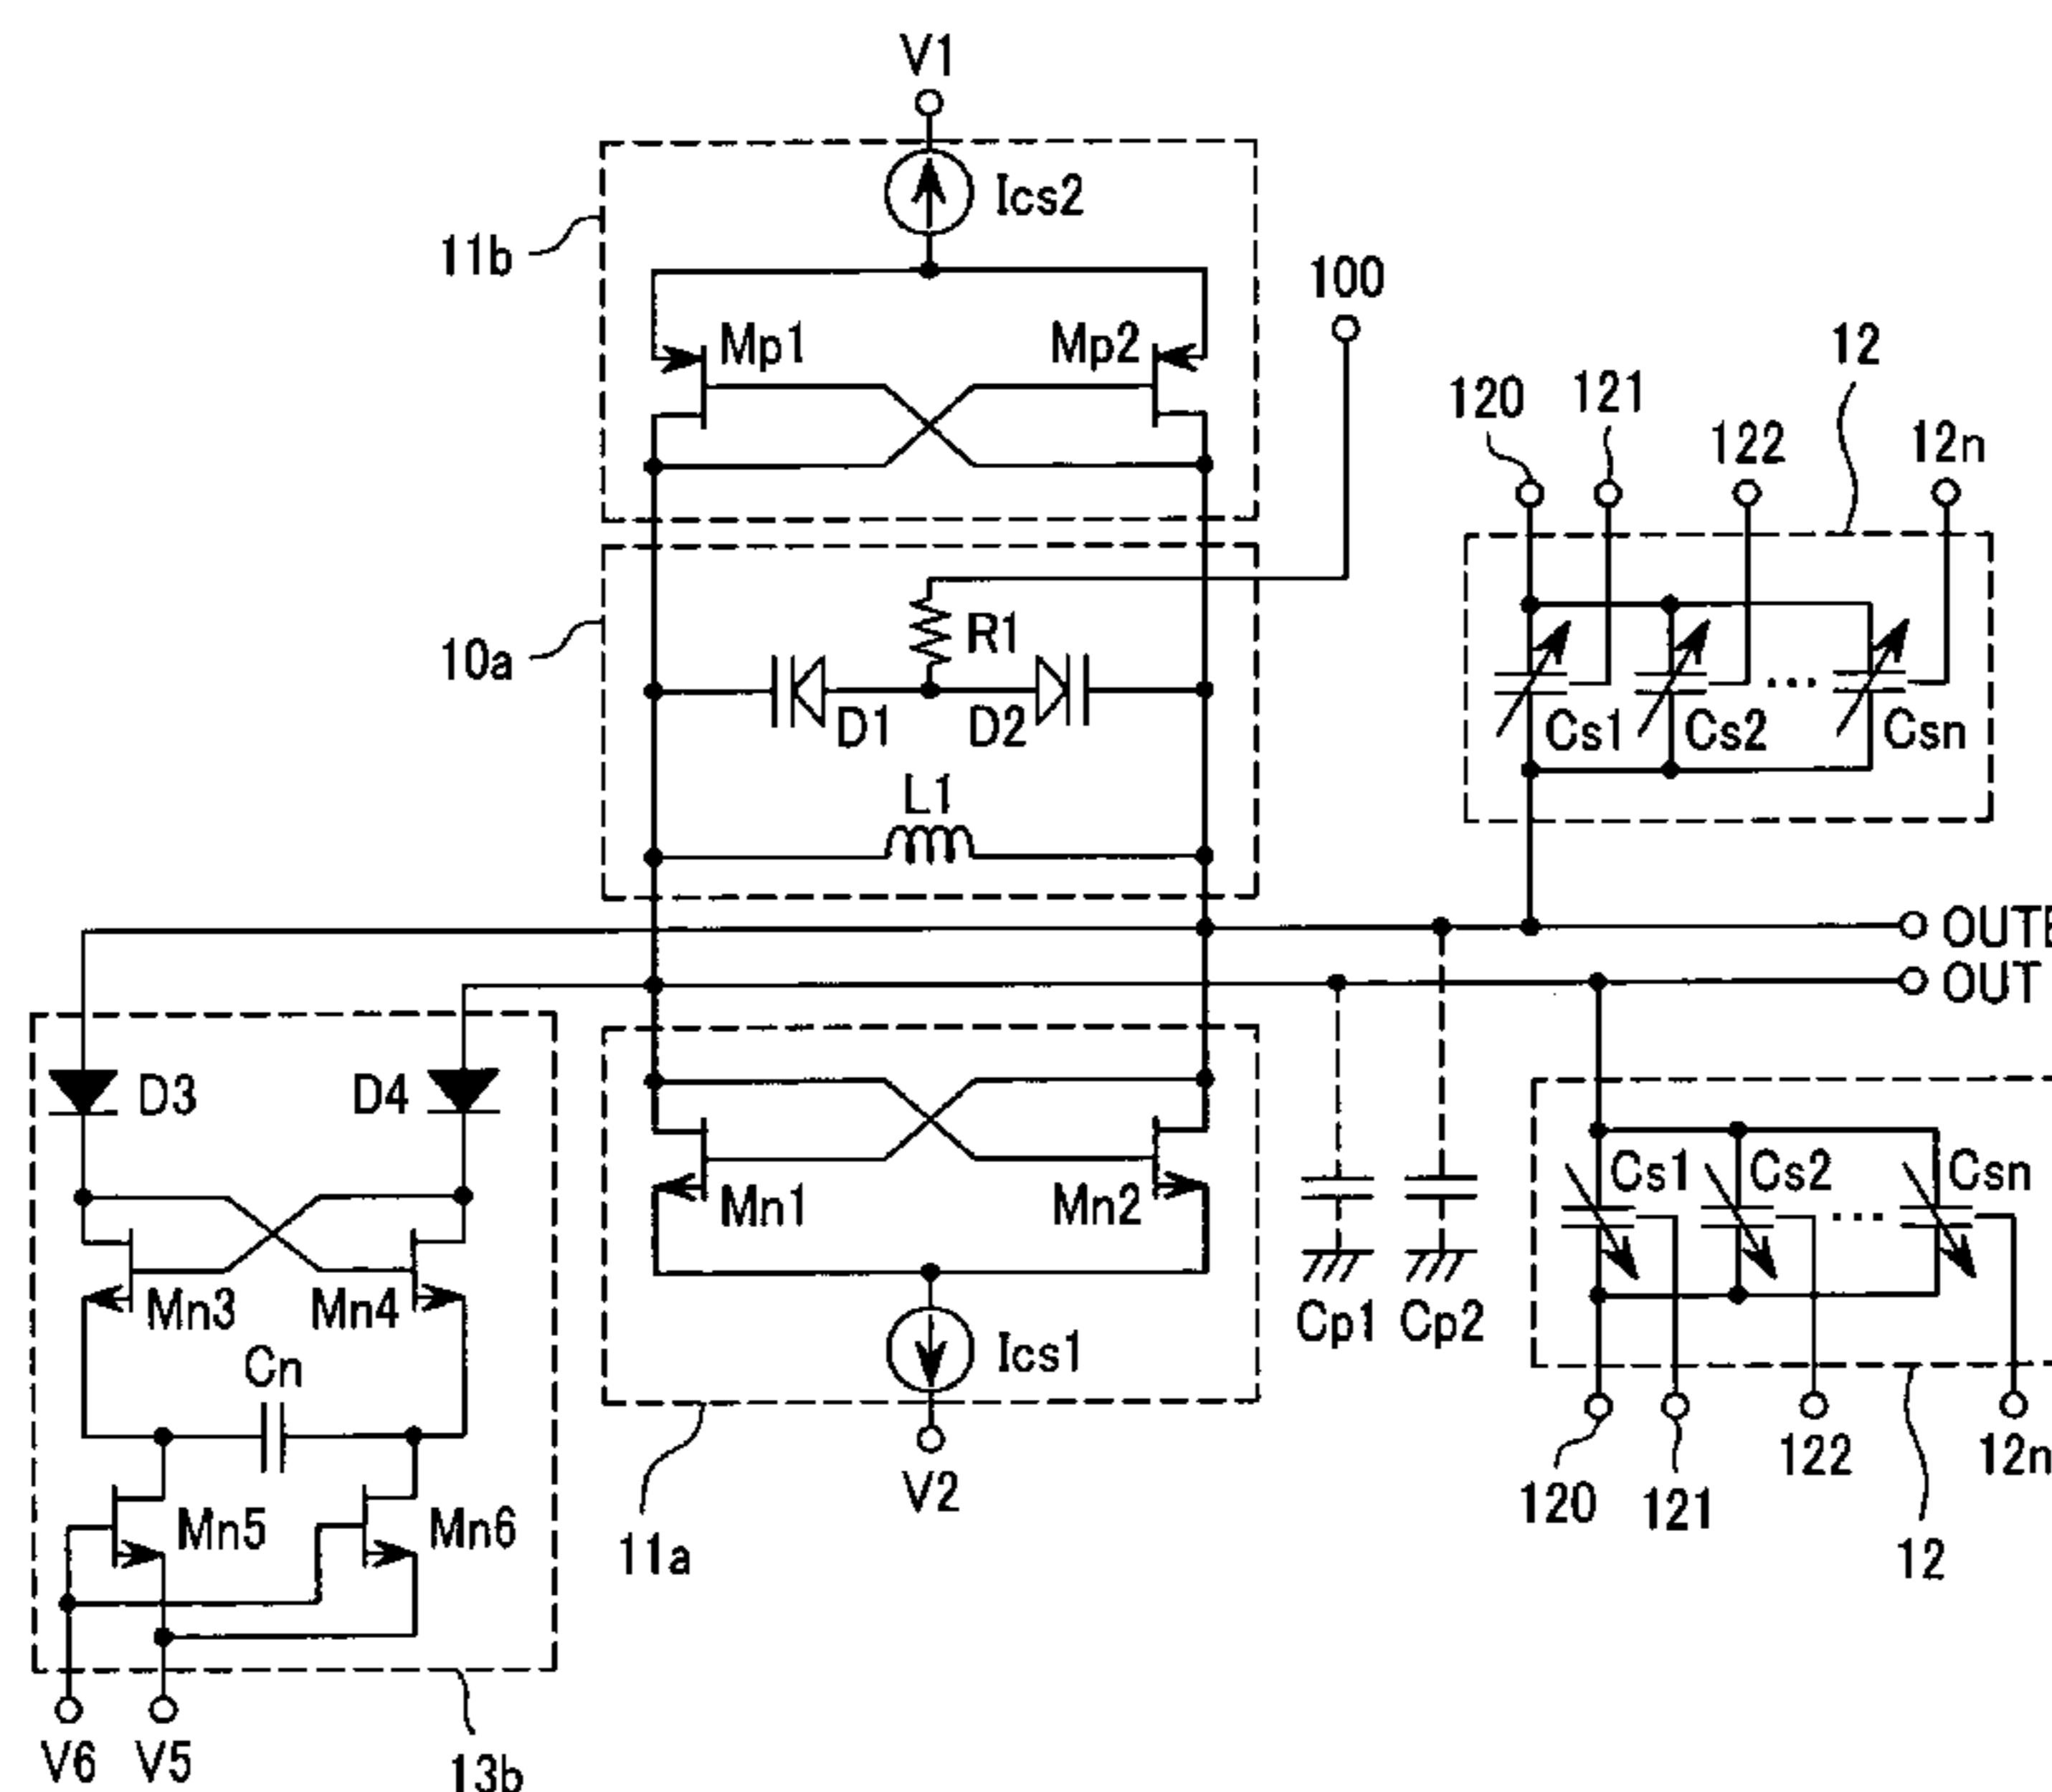 V1
Ics2
11b
100
Mp1
Mp2
12
120
121
122
12n
R1
10a
D1
D2
Cs1
Cs2
...
Csn
L1
OUT
D3
D4
Cs1
Cs2
...
Csn
Mn1
Mn2
Mn3
Mn4
Cp1
Cp2
Ics1
Cn
V2
120
121
122
12n
Mn5
Mn6
11a
12
V6
V5
13b